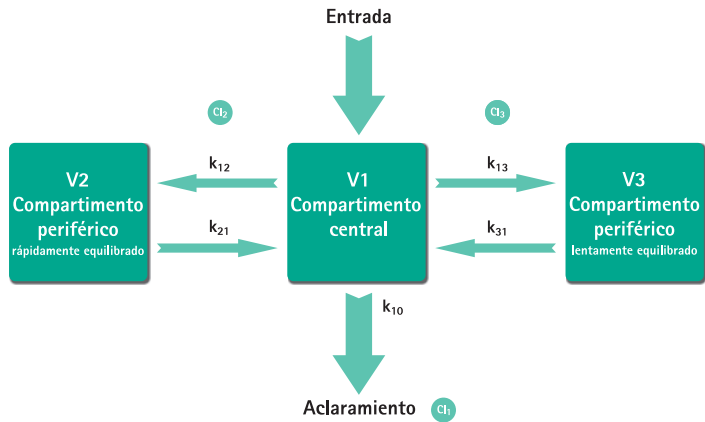 Entrada
Cl₂
Cl₃
k₁₂
k₁₃
V2
Compartimento
periférico
rápidamente equilibrado
V1
Compartimento
central
V3
Compartimento
periférico
lentamente equilibrado
k₂₁
k₃₁
k₁₀
Aclaramiento
Cl₁